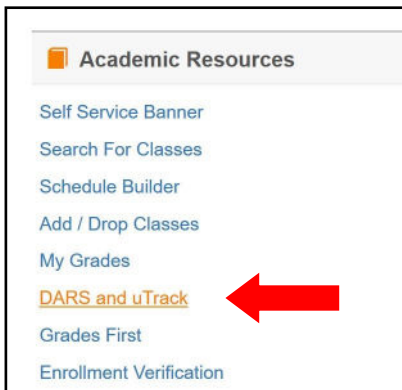 Academic Resources
Self Service Banner
Search For Classes
Schedule Builder
Add / Drop Classes
My Grades
DARS and uTrack
Grades First
Enrollment Verification